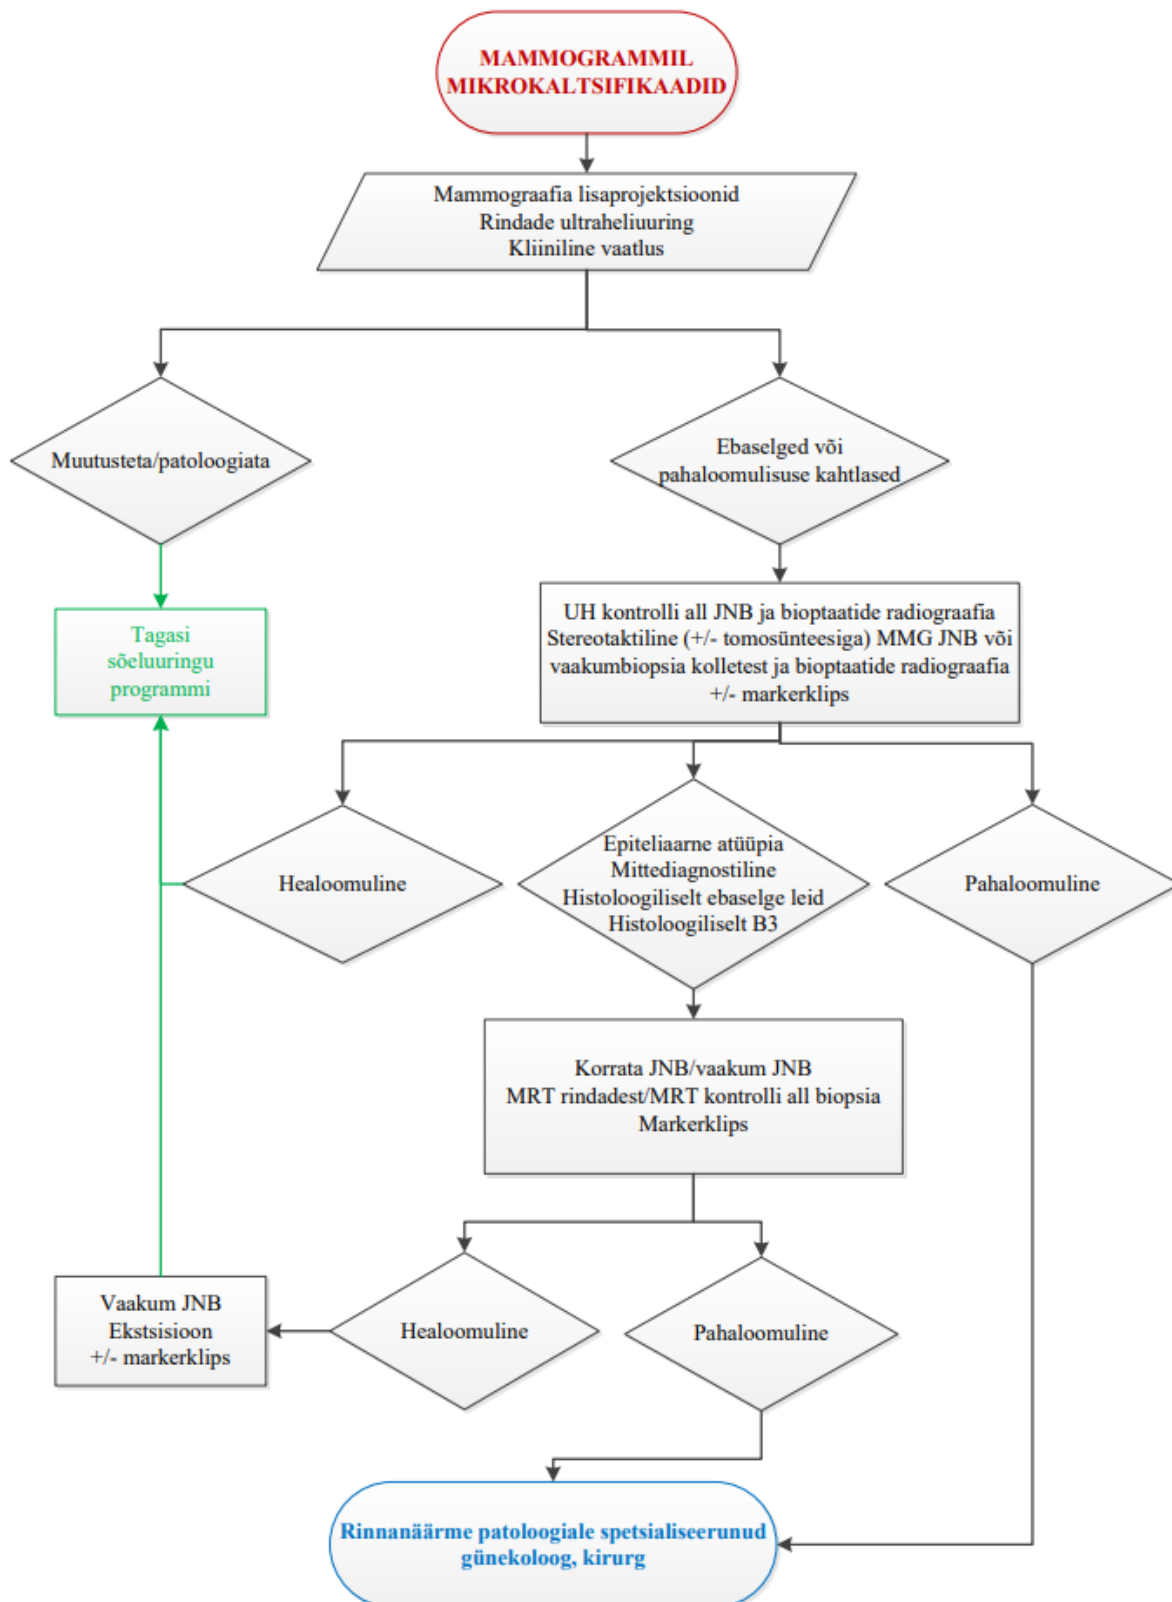 MAMMOGRAMMIL
MIKROKALTSIFIKAADID
Mammograafia lisaprojektsioonid
Rindade ultraheliuuring
Kliiniline vaatlus
Muutusteta/patoloogiata
Ebaselged või
pahaloomulisuse kahtlased
Tagasi
sõeluuringu
programmi
UH kontrolli all JNB ja bioptaatide radiograafia
Stereotaktiline (+/- tomosünteesiga) MMG JNB või
vaakumbiopsia kolletest ja bioptaatide radiograafia
+/- markerklips
Healoomuline
Epiteliaarne atüüpia
Mittediagnostiline
Histoloogiliselt ebaselge leid
Histoloogiliselt B3
Pahaloomuline
Korrata JNB/vaakum JNB
MRT rindadest/MRT kontrolli all biopsia
Markerklips
Vaakum JNB
Ekstsisioon
+/- markerklips
Healoomuline
Pahaloomuline
Rinnanäärme patoloogiale spetsialiseerunud
günekoloog, kirurg